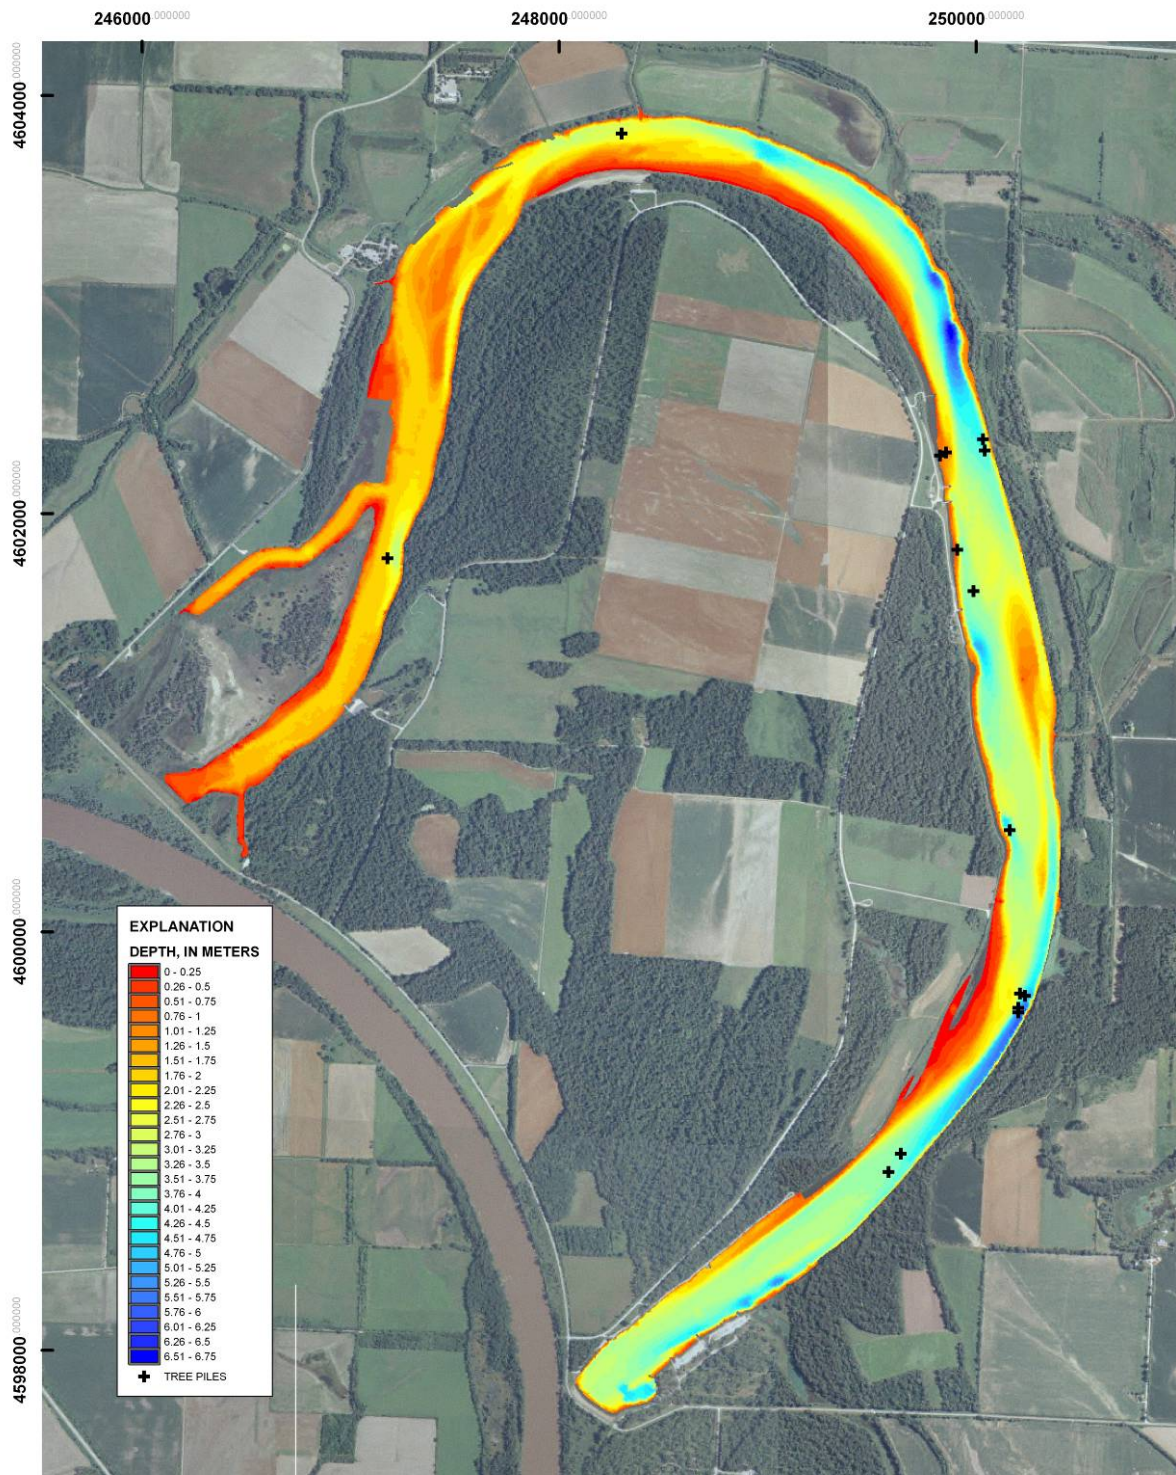 246000.000000 248000.000000 250000.000000
4604000.000000
4602000.000000
4600000.000000
4598000.000000
EXPLANATION
DEPTH, IN METERS
0 - 0.25
0.26 - 0.5
0.51 - 0.75
0.76 - 1
1.01 - 1.25
1.26 - 1.5
1.51 - 1.75
1.76 - 2
2.01 - 2.25
2.26 - 2.5
2.51 - 2.75
2.76 - 3
3.01 - 3.25
3.26 - 3.5
3.51 - 3.75
3.76 - 4
4.01 - 4.25
4.26 - 4.5
4.51 - 4.75
4.76 - 5
5.01 - 5.25
5.26 - 5.5
5.51 - 5.75
5.76 - 6
6.01 - 6.25
6.26 - 6.5
6.51 - 6.75
TREE PILES